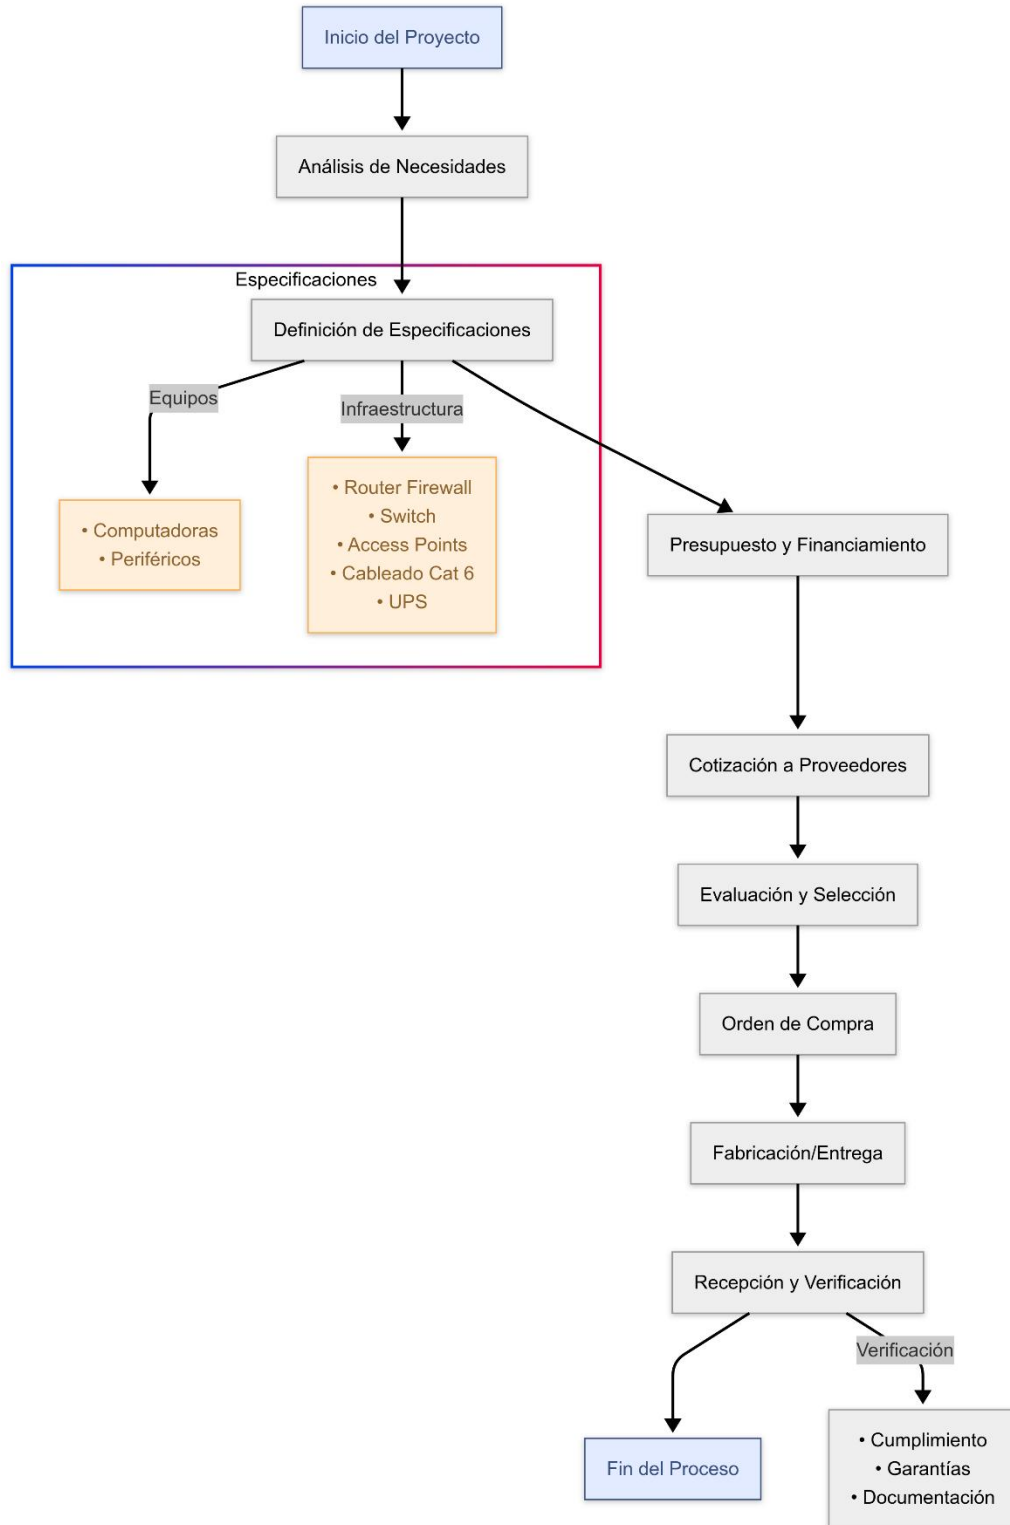 Inicio del Proyecto
Análisis de Necesidades
Especificaciones
Definición de Especificaciones
Equipos
Infraestructura
• Computadoras
• Periféricos
• Router Firewall
• Switch
• Access Points
• Cableado Cat 6
• UPS
Presupuesto y Financiamiento
Cotización a Proveedores
Evaluación y Selección
Orden de Compra
Fabricación/Entrega
Recepción y Verificación
Verificación
Fin del Proceso
• Cumplimiento
• Garantías
• Documentación